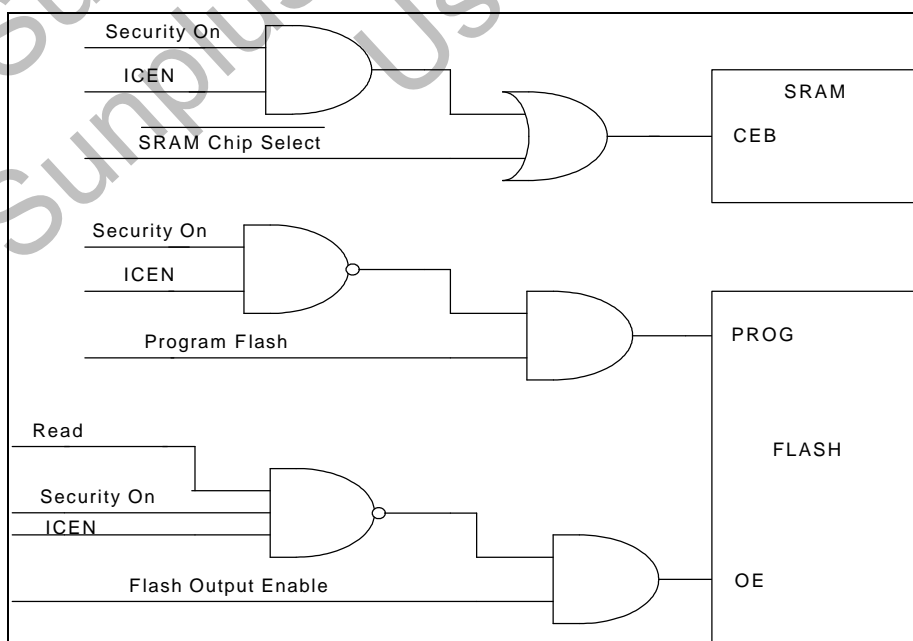 Security On
ICEN
SRAM Chip Select
SRAM
CEB
Security On
ICEN
Program Flash
PROG
Read
FLASH
Security On
ICEN
Flash Output Enable
OE
Sunplus